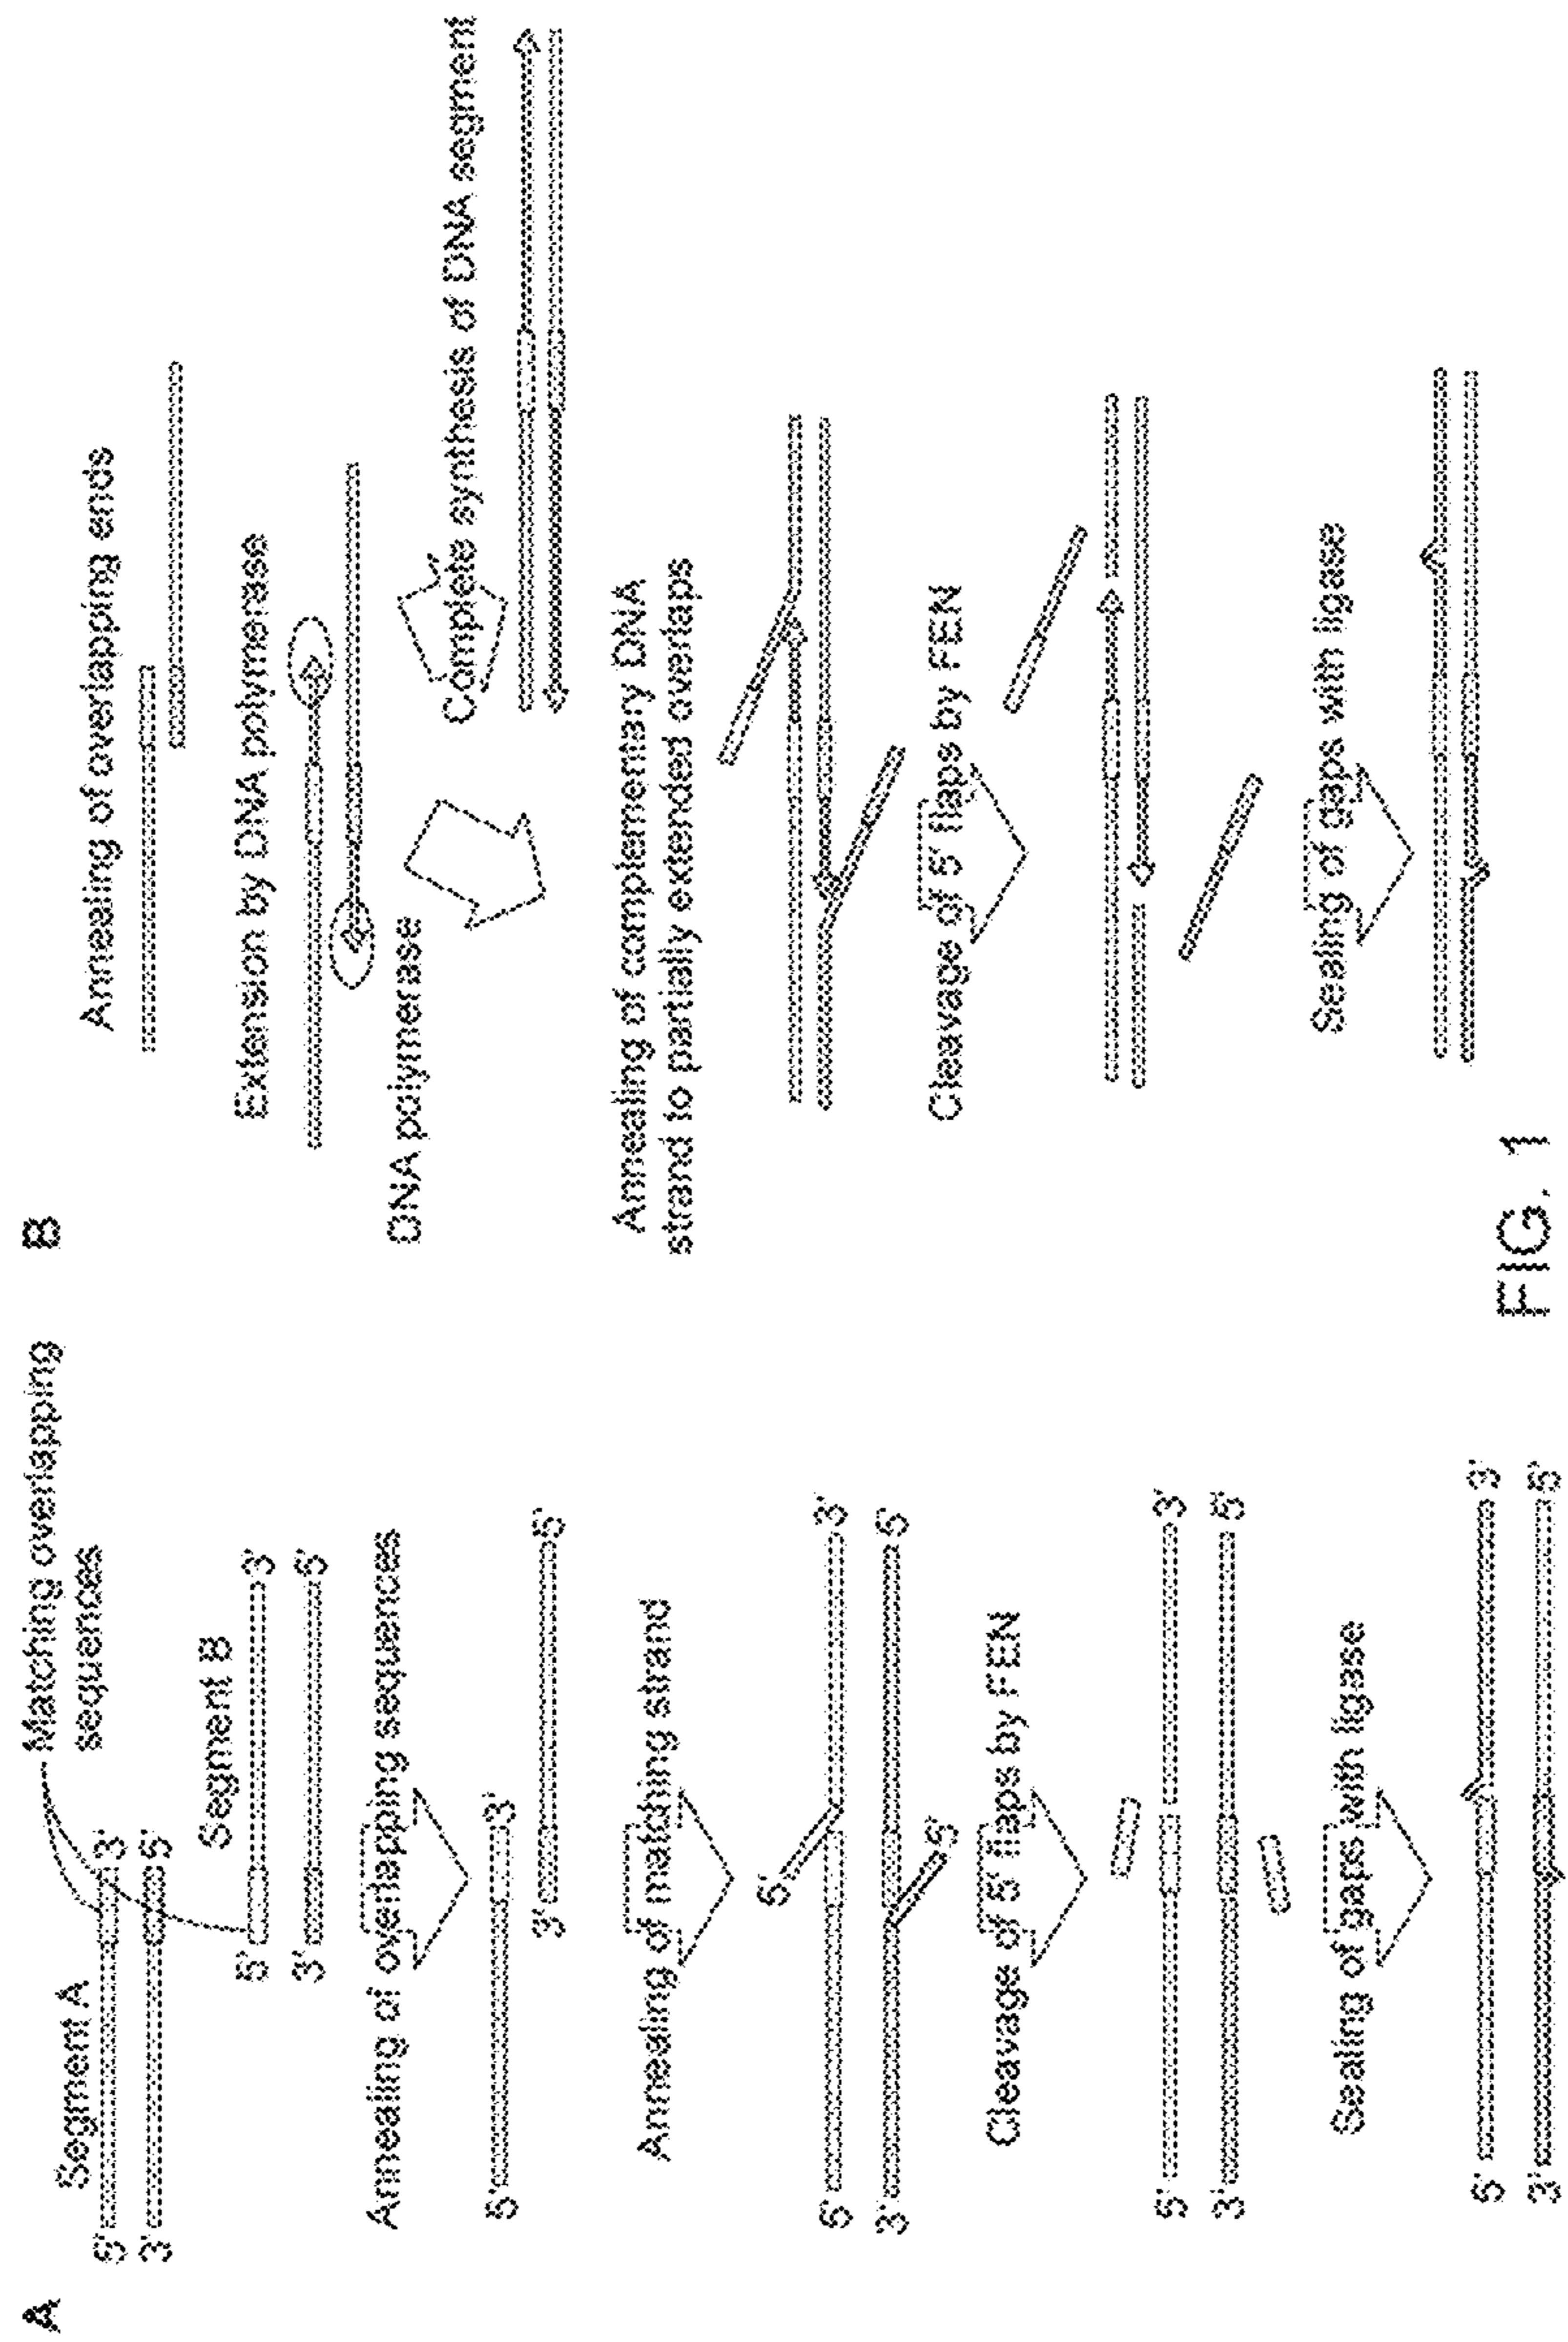 A
Matching overlapping
sequences
Segment A
5' 3'
3' 5'
Segment B
5' 3'
3' 5'
Annealing of overlapping sequences
5' 3'
3' 5'
Annealing of matching strand
5'
5' 3'
3' 5'
5'
Cleavage of 5' flaps by FEN
5' 3'
3' 5'
Sealing of gaps with ligase
5' 3'
3' 5'
B
Annealing of overlapping ends
Extension by DNA polymerase
DNA polymerase
Complete synthesis of DNA segment
Annealing of complementary DNA
strand to partially extended overlaps
Cleavage of 5' flaps by FEN
Sealing of gaps with ligase
FIG. 1